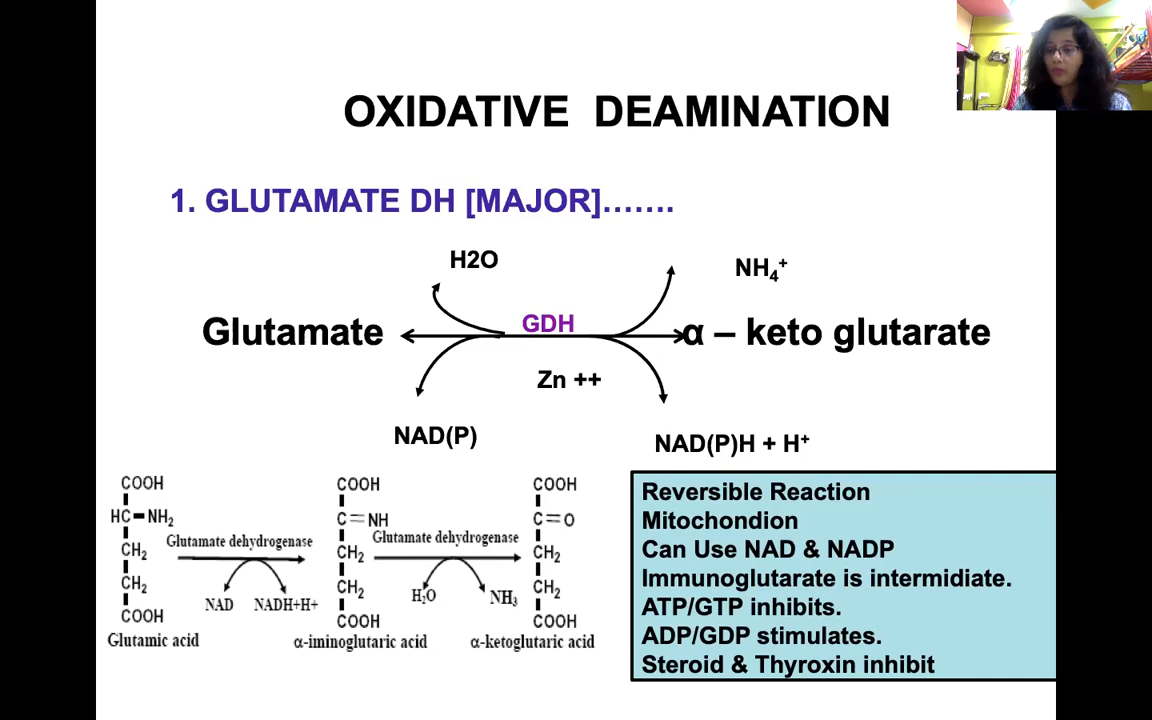 OXIDATIVE DEAMINATION
1. GLUTAMATE DH [MAJOR].......
H2O
NH₄⁺
Glutamate
GDH
α – keto glutarate
Zn ++
NAD(P)
NAD(P)H + H⁺
COOH
HC-NH₂
CH₂
CH₂
COOH
Glutamic acid
Glutamate dehydrogenase
NAD NADH+H+
COOH
C=NH
CH₂
CH₂
COOH
α-iminoglutaric acid
Glutamate dehydrogenase
H₂O NH₃
COOH
C=O
CH₂
CH₂
COOH
α-ketoglutaric acid
Reversible Reaction
Mitochondion
Can Use NAD & NADP
Immunoglutarate is intermidiate.
ATP/GTP inhibits.
ADP/GDP stimulates.
Steroid & Thyroxin inhibit